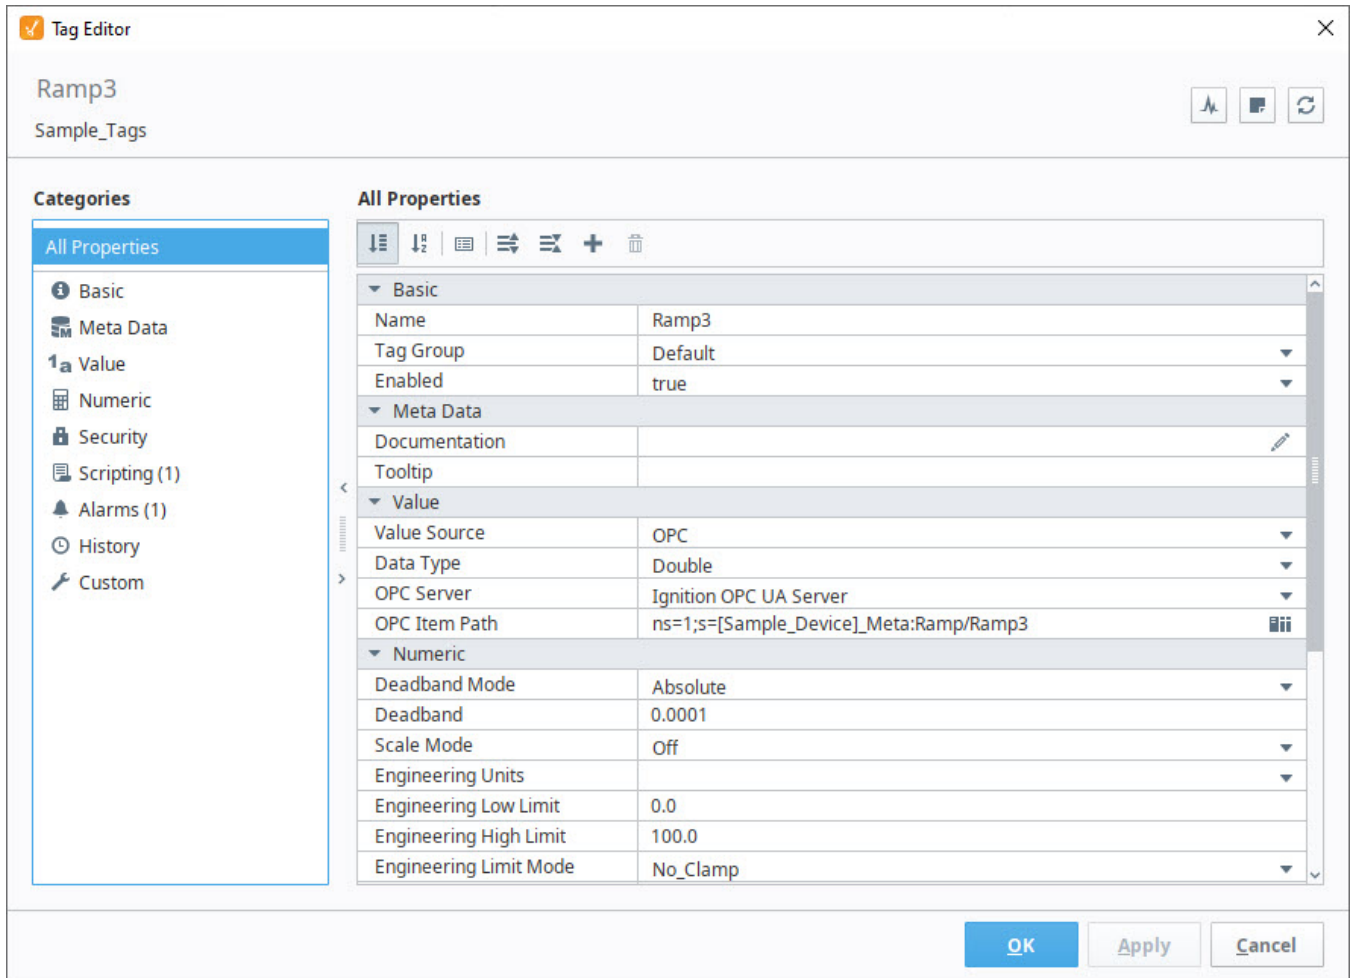 Tag Editor
Ramp3
Sample_Tags
Categories
All Properties
Basic
Meta Data
Value
Numeric
Security
Scripting (1)
Alarms (1)
History
Custom
All Properties
Basic
Name Ramp3
Tag Group Default
Enabled true
Meta Data
Documentation
Tooltip
Value
Value Source OPC
Data Type Double
OPC Server Ignition OPC UA Server
OPC Item Path ns=1;s=[Sample_Device]_Meta:Ramp/Ramp3
Numeric
Deadband Mode Absolute
Deadband 0.0001
Scale Mode Off
Engineering Units
Engineering Low Limit 0.0
Engineering High Limit 100.0
Engineering Limit Mode No_Clamp
OK Apply Cancel